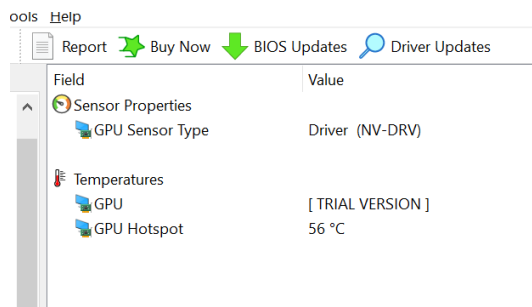 ools Help
Report Buy Now BIOS Updates Driver Updates
Field Value
Sensor Properties
GPU Sensor Type Driver (NV-DRV)
Temperatures
GPU [ TRIAL VERSION ]
GPU Hotspot 56 °C